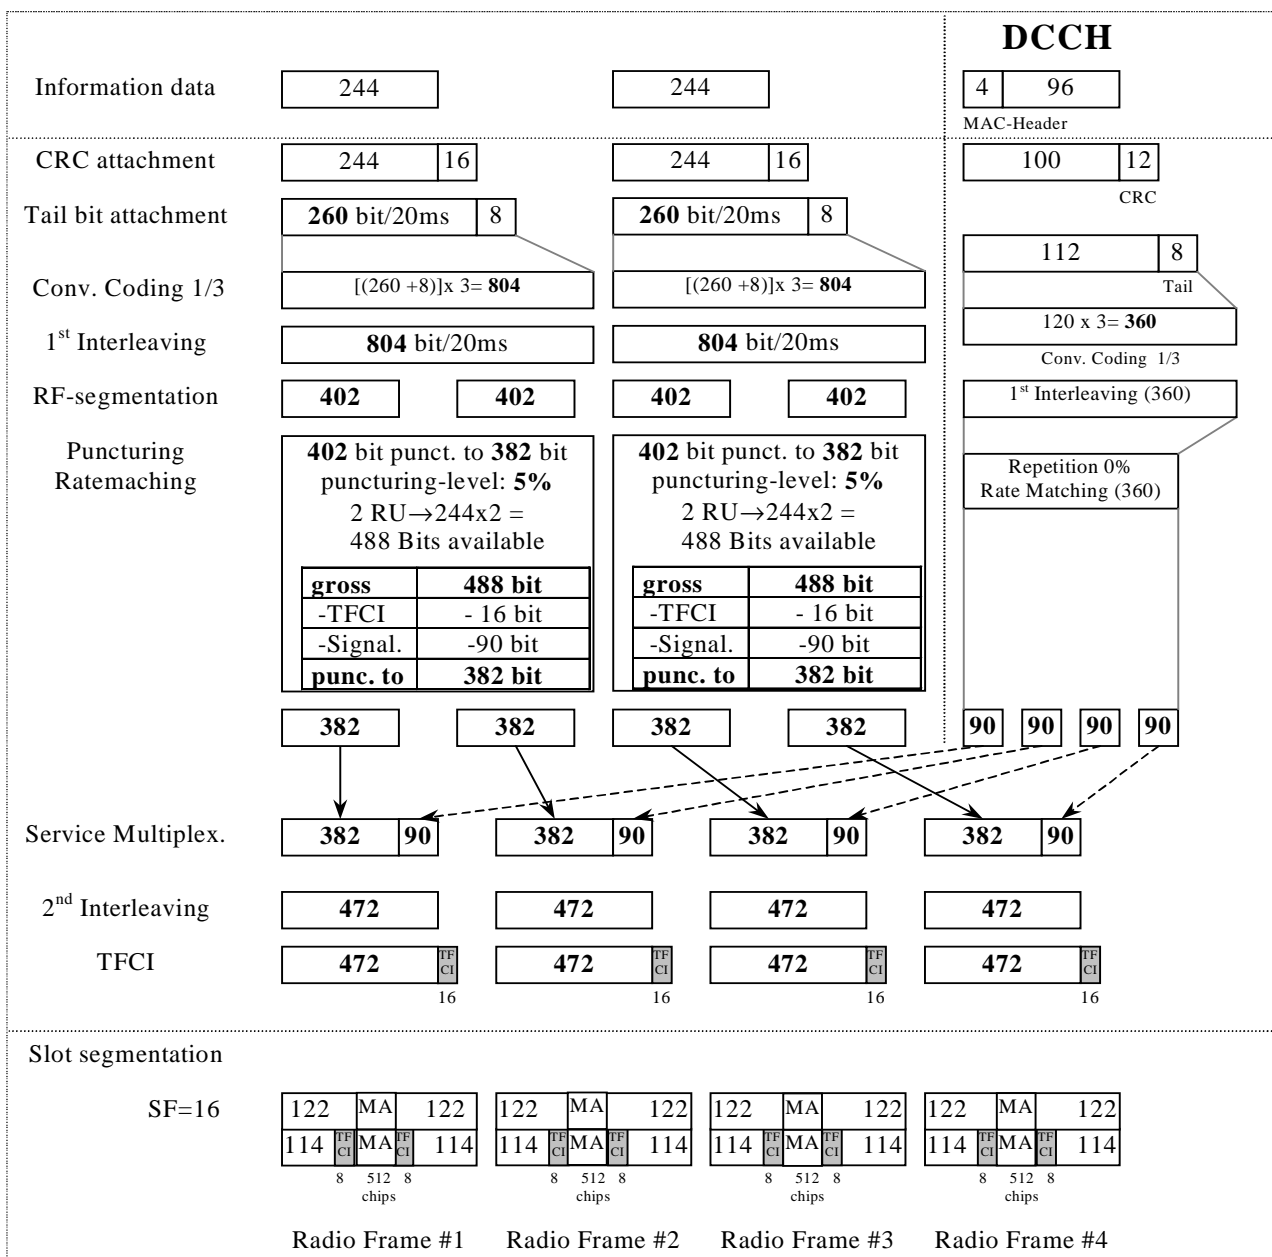 DCCH
Information data 244 244 4 96
MAC-Header
CRC attachment 244 16 244 16 100 12
CRC
Tail bit attachment 260 bit/20ms 8 260 bit/20ms 8
112 8
Tail
Conv. Coding 1/3 [(260 +8)]x 3= 804 [(260 +8)]x 3= 804
120 x 3= 360
Conv. Coding 1/3
1st Interleaving 804 bit/20ms 804 bit/20ms
RF-segmentation 402 402 402 402 1st Interleaving (360)
Puncturing
Ratemaching
402 bit punct. to 382 bit
puncturing-level: 5%
2 RU→244x2 =
488 Bits available
gross 488 bit
-TFCI - 16 bit
-Signal. -90 bit
punc. to 382 bit
402 bit punct. to 382 bit
puncturing-level: 5%
2 RU→244x2 =
488 Bits available
gross 488 bit
-TFCI - 16 bit
-Signal. -90 bit
punc. to 382 bit
Repetition 0%
Rate Matching (360)
382 382 382 382 90 90 90 90
Service Multiplex. 382 90 382 90 382 90 382 90
2nd Interleaving 472 472 472 472
TFCI 472 TF CI 472 TF CI 472 TF CI 472 TF CI
16 16 16 16
Slot segmentation
SF=16 122 MA 122 122 MA 122 122 MA 122 122 MA 122
114 TF CI MA TF CI 114 114 TF CI MA TF CI 114 114 TF CI MA TF CI 114 114 TF CI MA TF CI 114
8 512 8 8 512 8 8 512 8 8 512 8
chips chips chips chips
Radio Frame #1 Radio Frame #2 Radio Frame #3 Radio Frame #4